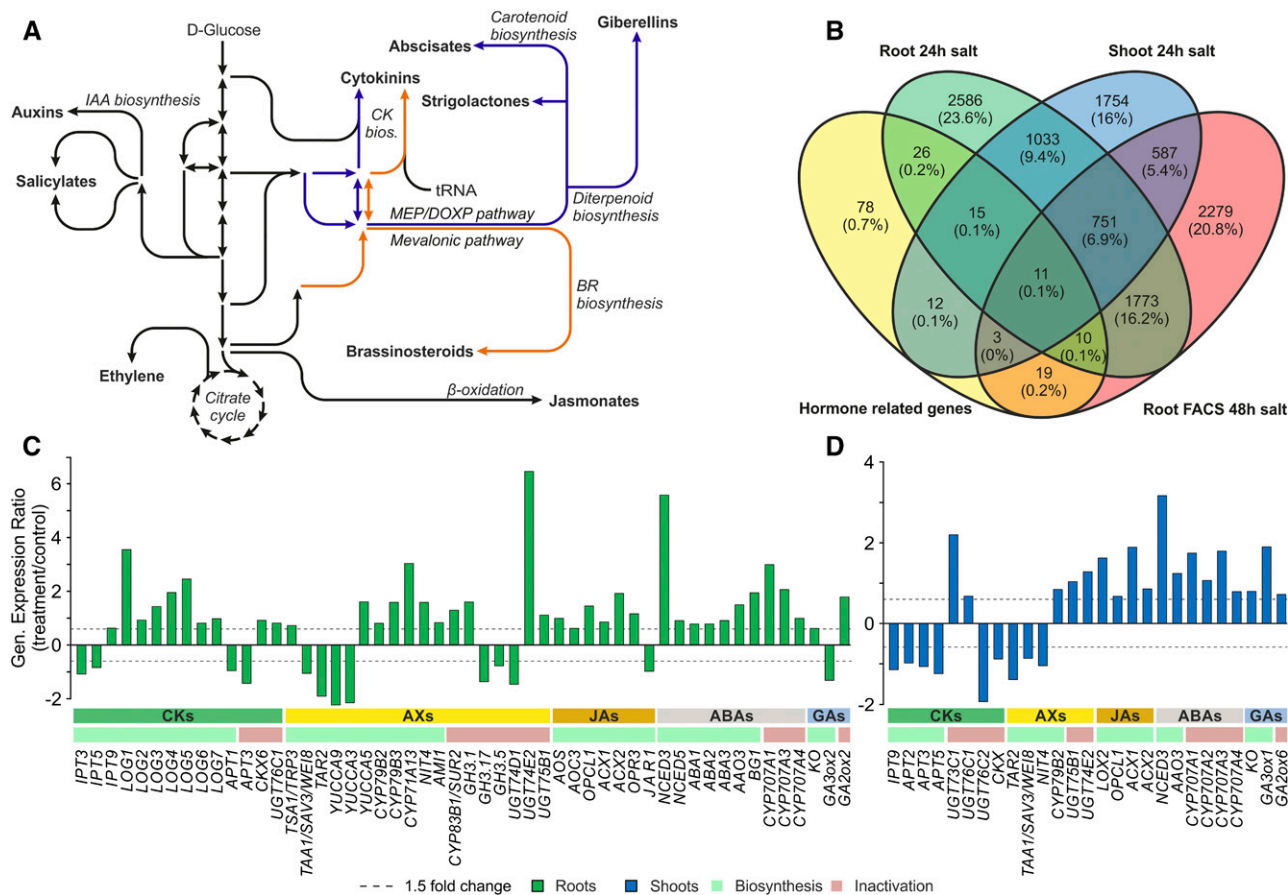 A
D-Glucose
Carotenoid
biosynthesis
Giberellins
Abscisates
Cytokinins
IAA biosynthesis
Auxins
Strigolactones
CK
bios.
Salicylates
tRNA
MEP/DOXP pathway
Diterpenoid
biosynthesis
Mevalonic pathway
BR
biosynthesis
Brassinosteroids
Ethylene
β-oxidation
Citrate
cycle
Jasmonates
B
Root 24h salt
Shoot 24h salt
2586
(23.6%)
1754
(16%)
1033
(9.4%)
26
(0.2%)
587
(5.4%)
78
(0.7%)
15
(0.1%)
751
(6.9%)
2279
(20.8%)
11
(0.1%)
12
(0.1%)
1773
(16.2%)
3
(0%)
10
(0.1%)
19
(0.2%)
Hormone related genes
Root FACS 48h salt
C
Gen. Expression Ratio
(treatment/control)
6
4
2
0
-2
CKs
AXs
JAs
ABAs
GAs
IPT3
IPT5
IPT9
LOG1
LOG2
LOG3
LOG4
LOG5
LOG6
LOG7
APT1
APT3
CKX6
UGT76C1
TSA1/TRP3
TAA1/SAV3/WEI8
TAR2
YUCCA9
YUCCA3
YUCCA5
CYP79B2
CYP79B3
CYP71A13
NIT4
AMI1
CYP83B1/SUR2
GH3.1
GH3.17
GH3.5
UGT74D1
UGT74E2
UGT75B1
AOS
AOC3
OPCL1
ACX1
ACX2
OPR3
JAR1
NCED3
NCED5
ABA1
ABA2
ABA3
AAO3
BG1
CYP707A1
CYP707A3
CYP707A4
KO
GA3ox2
GA2ox2
D
4
2
0
-2
CKs
AXs
JAs
ABAs
GAs
IPT9
APT2
APT3
APT5
UGT73C1
UGT76C1
UGT76C2
CKX
TAR2
TAA1/SAV3/WEI8
NIT4
CYP79B2
UGT75B1
UGT74E2
LOX2
OPCL1
ACX1
ACX2
NCED3
AAO3
CYP707A1
CYP707A2
CYP707A3
CYP707A4
KO
GA3ox1
1.5 fold change
Roots
Shoots
Biosynthesis
Inactivation